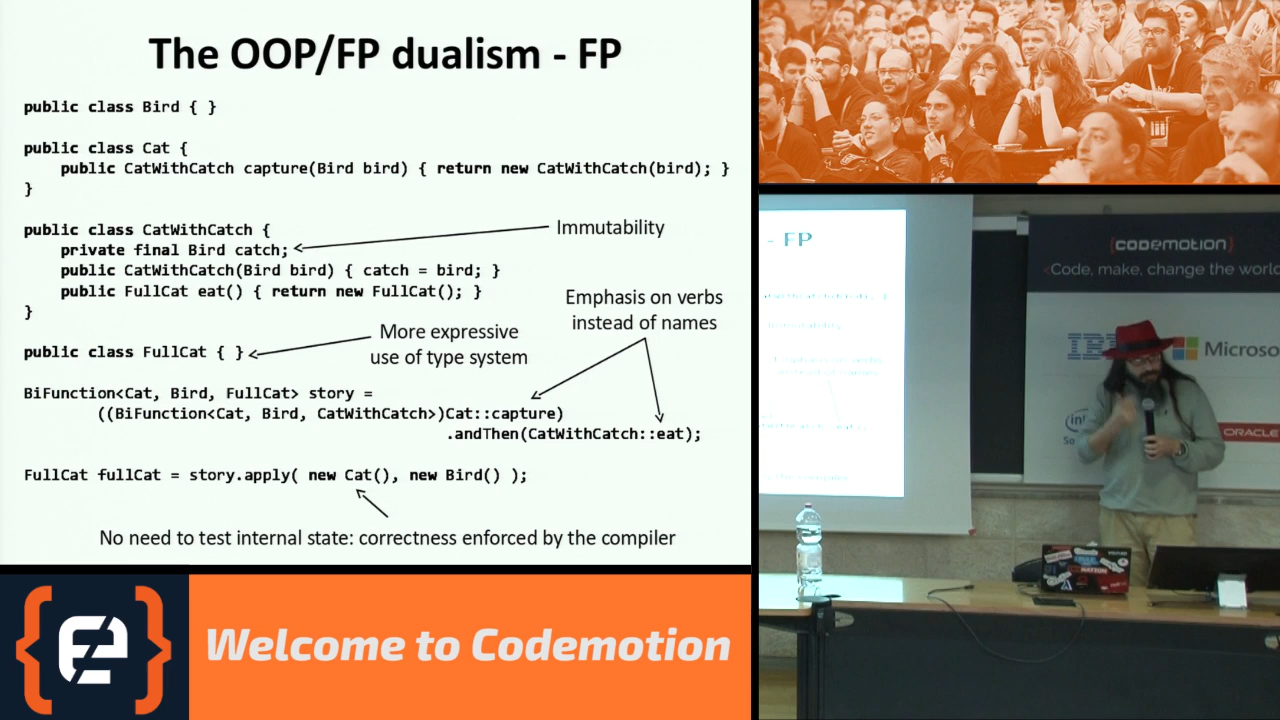 The OOP/FP dualism - FP
public class Bird { }
public class Cat {
public CatWithCatch capture(Bird bird) { return new CatWithCatch(bird); }
}
public class CatWithCatch {
private final Bird catch;
public CatWithCatch(Bird bird) { catch = bird; }
public FullCat eat() { return new FullCat(); }
}
Immutability
Emphasis on verbs
instead of names
More expressive
use of type system
public class FullCat { }
BiFunction<Cat, Bird, FullCat> story =
((BiFunction<Cat, Bird, CatWithCatch>)Cat::capture)
.andThen(CatWithCatch::eat);
FullCat fullCat = story.apply( new Cat(), new Bird() );
No need to test internal state: correctness enforced by the compiler
Welcome to Codemotion
- FP
{codemotion}
<Code, make, change the world
IBM
Microso
ORACLE